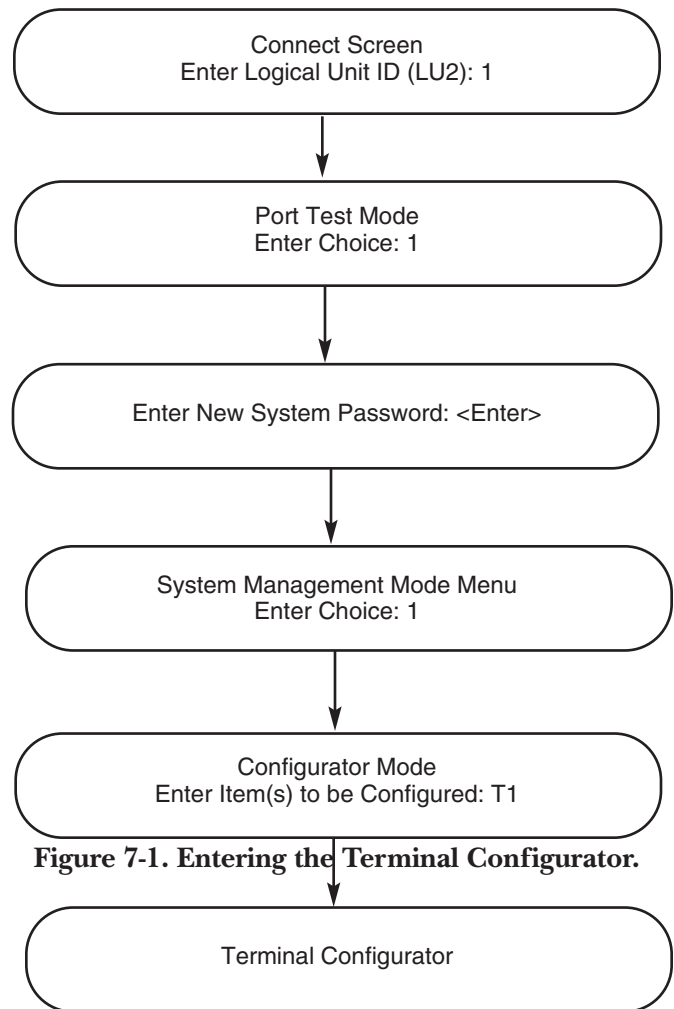 Connect Screen
Enter Logical Unit ID (LU2): 1
Port Test Mode
Enter Choice: 1
Enter New System Password: <Enter>
System Management Mode Menu
Enter Choice: 1
Configurator Mode
Enter Item(s) to be Configured: T1
Figure 7-1. Entering the Terminal Configurator.
Terminal Configurator